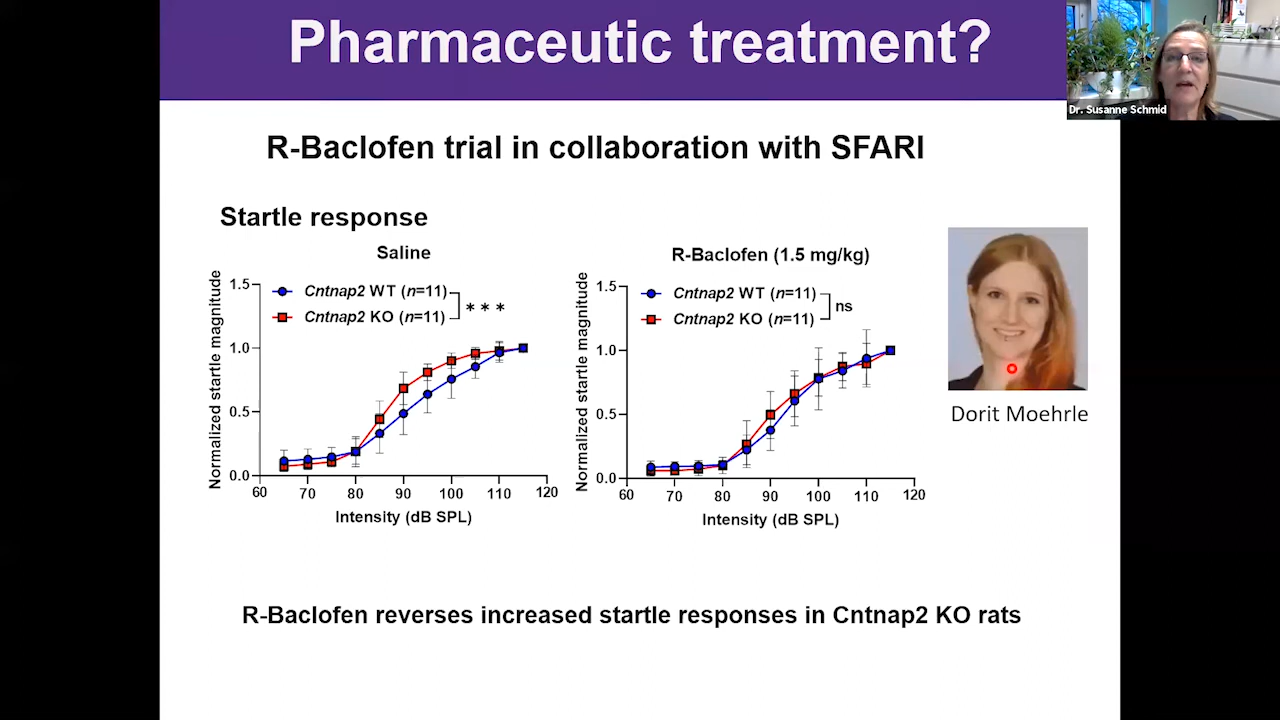 Pharmaceutic treatment?
Dr. Susanne Schmid
R-Baclofen trial in collaboration with SFARI
Startle response
Saline
Normalized startle magnitude
1.5
1.0
0.5
0.0
Cntnap2 WT (n=11)
Cntnap2 KO (n=11)
* * *
60 70 80 90 100 110 120
Intensity (dB SPL)
R-Baclofen (1.5 mg/kg)
Normalized startle magnitude
1.5
1.0
0.5
0.0
Cntnap2 WT (n=11)
Cntnap2 KO (n=11)
ns
60 70 80 90 100 110 120
Intensity (dB SPL)
Dorit Moehrle
R-Baclofen reverses increased startle responses in Cntnap2 KO rats